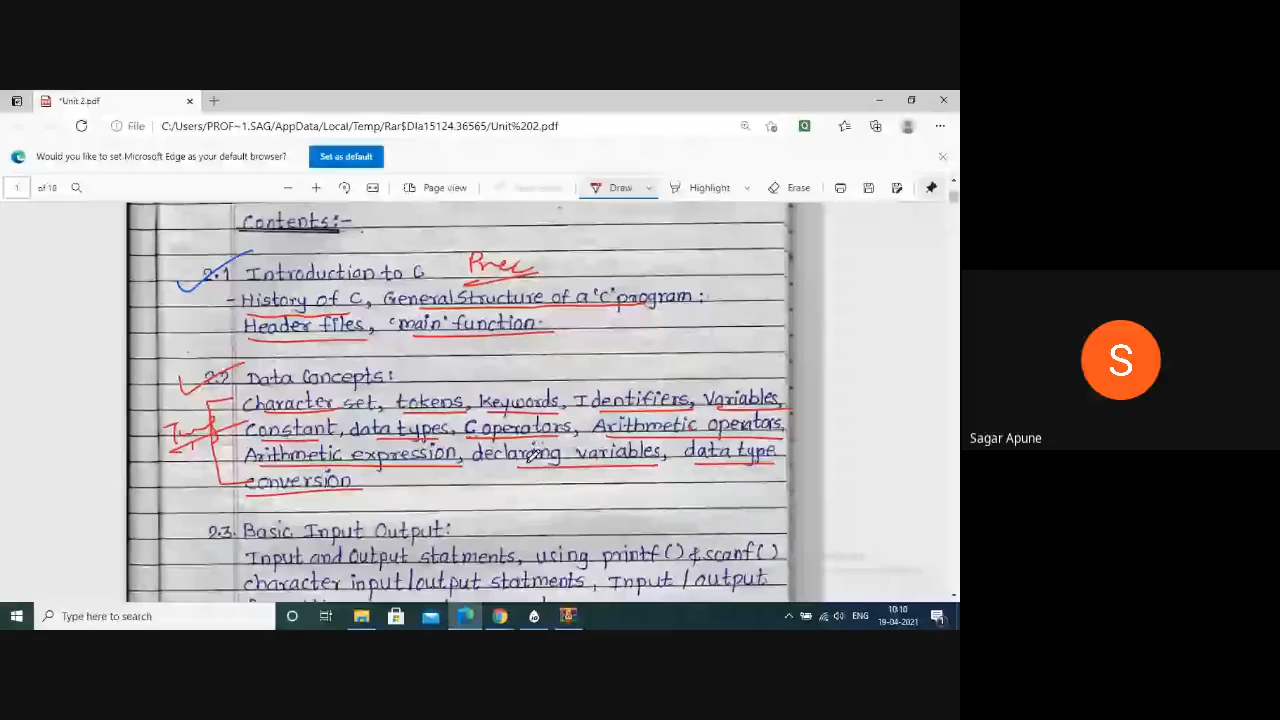 *Unit 2.pdf
File C:/Users/PROF~1.SAG/AppData/Local/Temp/Rar$DIa15124.36565/Unit%202.pdf
Would you like to set Microsoft Edge as your default browser? Set as default
1 of 18 Page view Draw Highlight Erase
Contents:-
2.1 Introduction to C
- History of C, General Structure of a 'C' program:
Header files, 'main' function.
2.2 Data Concepts:
Character set, tokens, Keywords, Identifiers, Variables,
Constant, data types, C operators, Arithmetic operators,
Arithmetic expression, declaring variables, data type
conversion
2.3. Basic Input Output:
Input and Output statments, using printf() & scanf()
character input/output statments, Input / output
S
Sagar Apune
Type here to search
ENG
10:10
19-04-2021
1